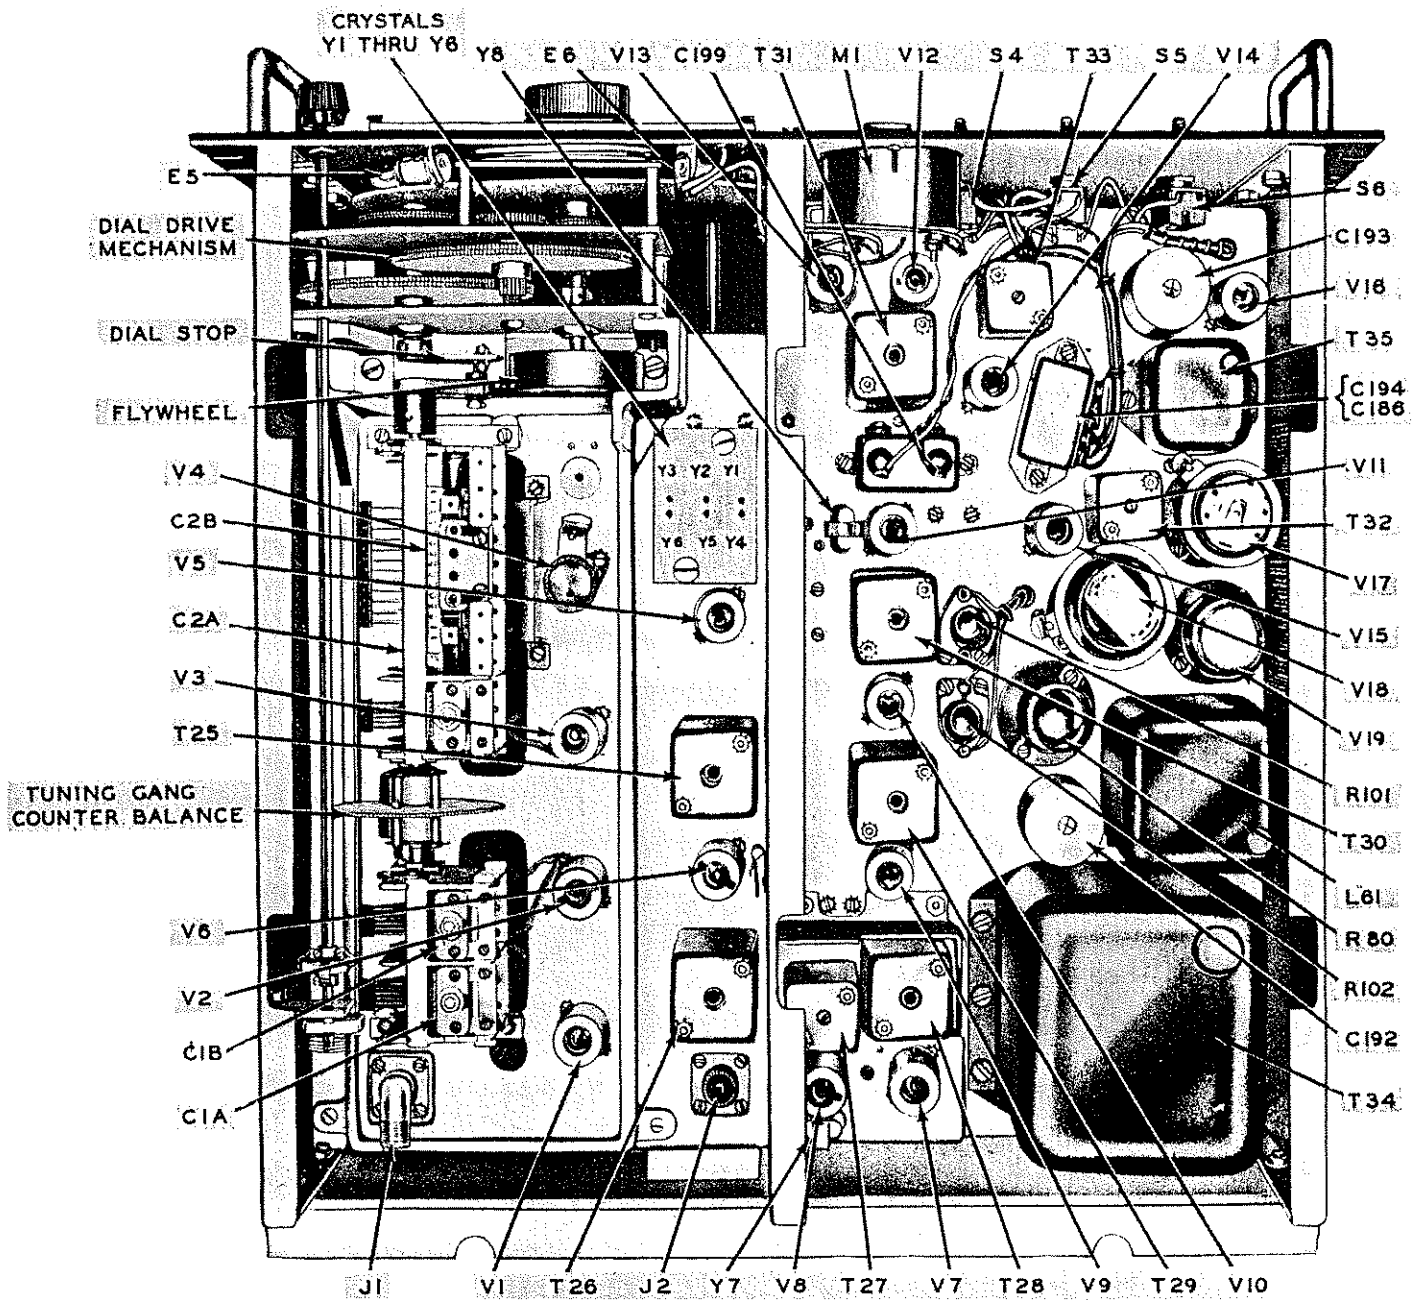 CRYSTALS
Y1 THRU Y6
Y8
E6
V13
C199
T31
M1
V12
S4
T33
S5
V14
E5
DIAL DRIVE
MECHANISM
DIAL STOP
FLYWHEEL
V4
C2B
V5
C2A
V3
T25
TUNING GANG
COUNTER BALANCE
V6
V2
C1B
C1A
Y3 Y2 Y1
Y6 Y5 Y4
S6
C193
V16
T35
C194
C186
V11
T32
V17
V15
V18
V19
R101
T30
L61
R80
R102
C192
T34
J1
V1
T26
J2
Y7
V8
T27
V7
T28
V9
T29
V10